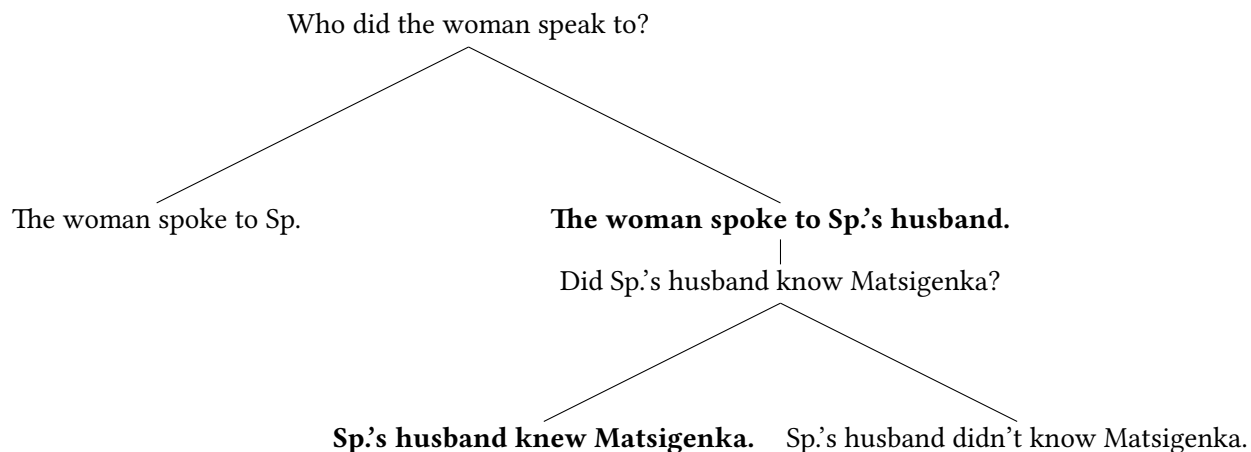 Who did the woman speak to?
The woman spoke to Sp.
The woman spoke to Sp.’s husband.
Did Sp.’s husband know Matsigenka?
Sp.’s husband knew Matsigenka.
Sp.’s husband didn’t know Matsigenka.